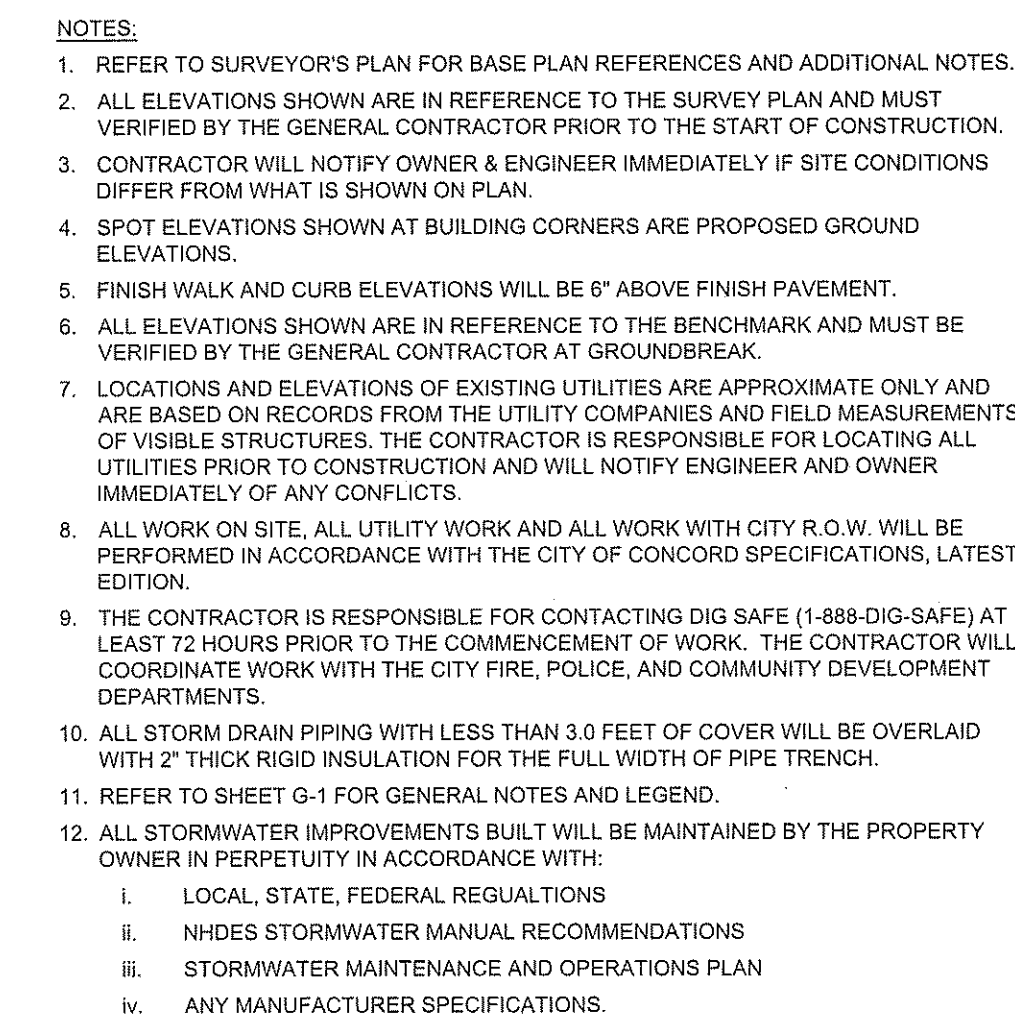 NOTES:
1. REFER TO SURVEYOR'S PLAN FOR BASE PLAN REFERENCES AND ADDITIONAL NOTES.
2. ALL ELEVATIONS SHOWN ARE IN REFERENCE TO THE SURVEY PLAN AND MUST
VERIFIED BY THE GENERAL CONTRACTOR PRIOR TO THE START OF CONSTRUCTION.
3. CONTRACTOR WILL NOTIFY OWNER & ENGINEER IMMEDIATELY IF SITE CONDITIONS
DIFFER FROM WHAT IS SHOWN ON PLAN.
4. SPOT ELEVATIONS SHOWN AT BUILDING CORNERS ARE PROPOSED GROUND
ELEVATIONS.
5. FINISH WALK AND CURB ELEVATIONS WILL BE 6" ABOVE FINISH PAVEMENT.
6. ALL ELEVATIONS SHOWN ARE IN REFERENCE TO THE BENCHMARK AND MUST BE
VERIFIED BY THE GENERAL CONTRACTOR AT GROUNDBREAK.
7. LOCATIONS AND ELEVATIONS OF EXISTING UTILITIES ARE APPROXIMATE ONLY AND
ARE BASED ON RECORDS FROM THE UTILITY COMPANIES AND FIELD MEASUREMENTS
OF VISIBLE STRUCTURES. THE CONTRACTOR IS RESPONSIBLE FOR LOCATING ALL
UTILITIES PRIOR TO CONSTRUCTION AND WILL NOTIFY ENGINEER AND OWNER
IMMEDIATELY OF ANY CONFLICTS.
8. ALL WORK ON SITE, ALL UTILITY WORK AND ALL WORK WITH CITY R.O.W. WILL BE
PERFORMED IN ACCORDANCE WITH THE CITY OF CONCORD SPECIFICATIONS, LATEST
EDITION.
9. THE CONTRACTOR IS RESPONSIBLE FOR CONTACTING DIG SAFE (1-888-DIG-SAFE) AT
LEAST 72 HOURS PRIOR TO THE COMMENCEMENT OF WORK. THE CONTRACTOR WILL
COORDINATE WORK WITH THE CITY FIRE, POLICE, AND COMMUNITY DEVELOPMENT
DEPARTMENTS.
10. ALL STORM DRAIN PIPING WITH LESS THAN 3.0 FEET OF COVER WILL BE OVERLAID
WITH 2" THICK RIGID INSULATION FOR THE FULL WIDTH OF PIPE TRENCH.
11. REFER TO SHEET G-1 FOR GENERAL NOTES AND LEGEND.
12. ALL STORMWATER IMPROVEMENTS BUILT WILL BE MAINTAINED BY THE PROPERTY
OWNER IN PERPETUITY IN ACCORDANCE WITH:
i. LOCAL, STATE, FEDERAL REGUALTIONS
ii. NHDES STORMWATER MANUAL RECOMMENDATIONS
iii. STORMWATER MAINTENANCE AND OPERATIONS PLAN
iv. ANY MANUFACTURER SPECIFICATIONS.